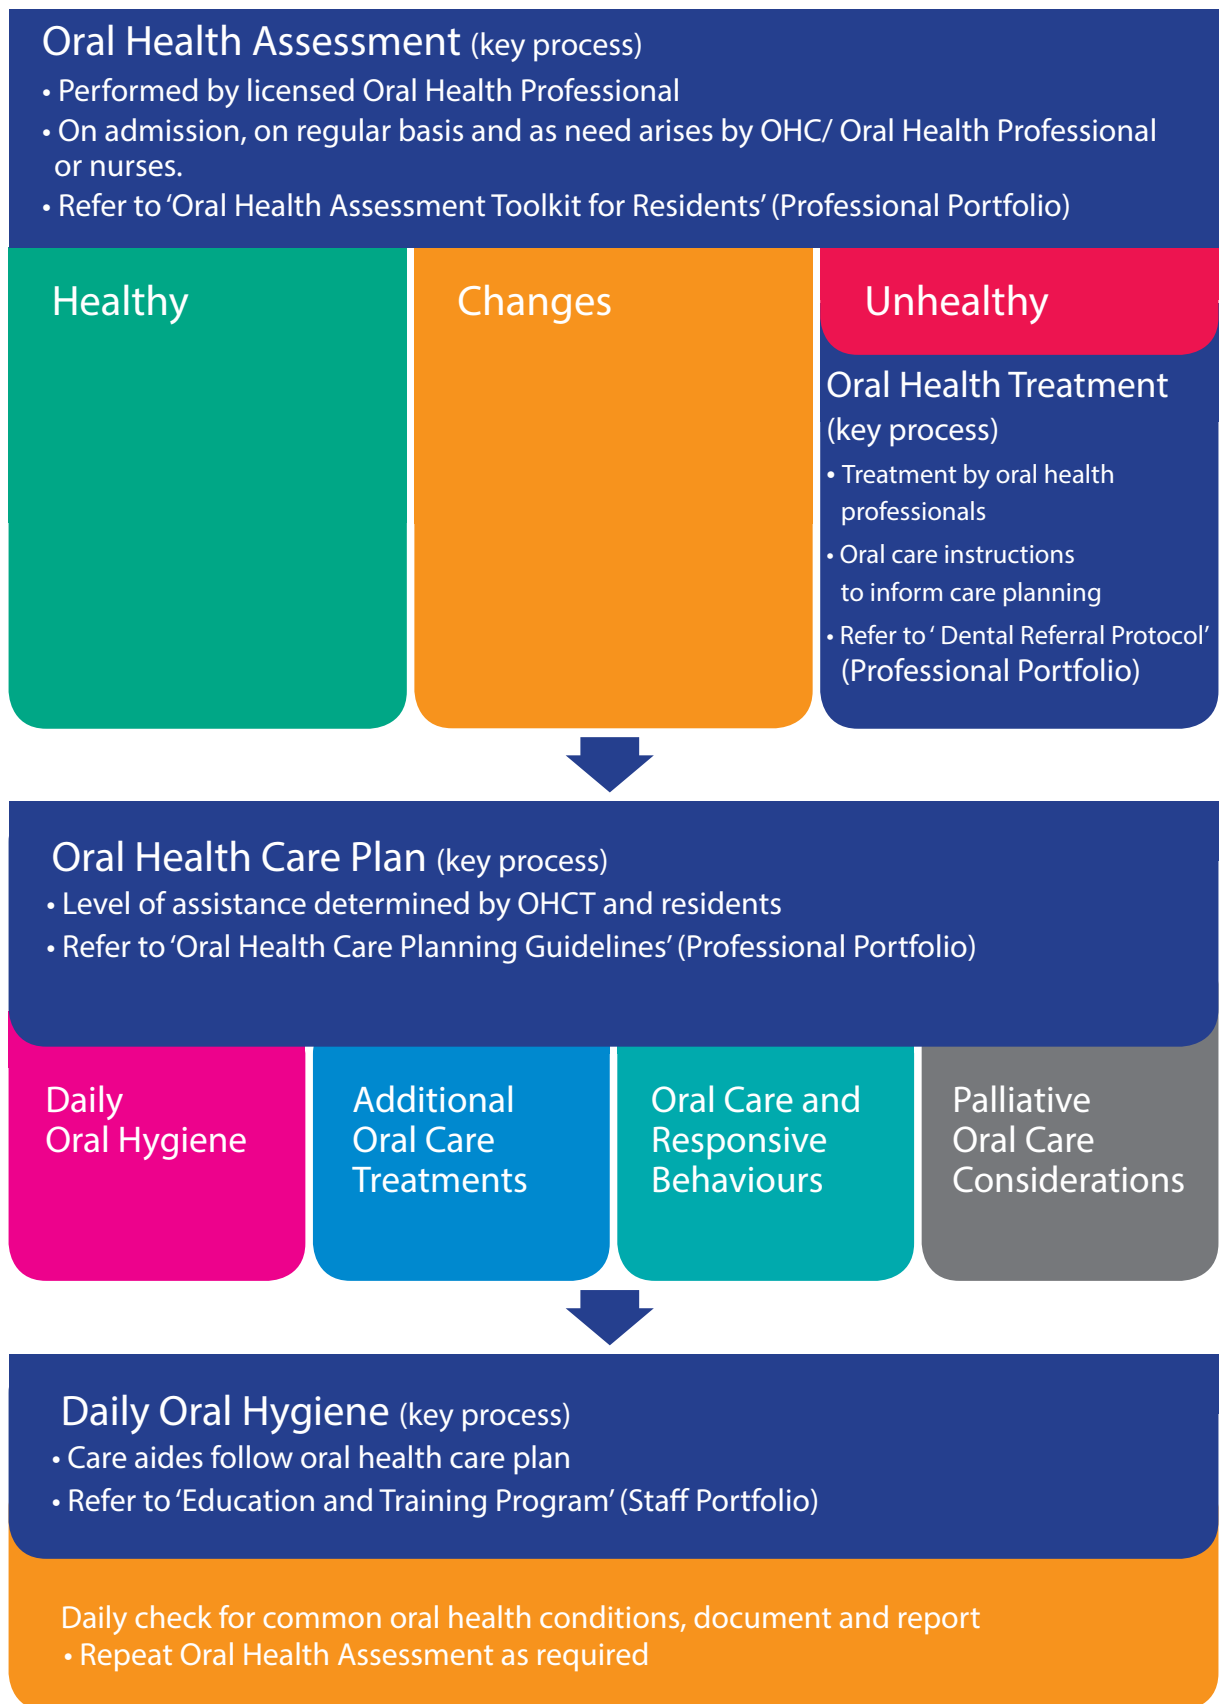 Oral Health Assessment (key process)
• Performed by licensed Oral Health Professional
• On admission, on regular basis and as need arises by OHC/ Oral Health Professional
or nurses.
• Refer to ‘Oral Health Assessment Toolkit for Residents’ (Professional Portfolio)
Healthy
Changes
Unhealthy
Oral Health Treatment
(key process)
• Treatment by oral health
professionals
• Oral care instructions
to inform care planning
• Refer to ‘ Dental Referral Protocol’
(Professional Portfolio)
Oral Health Care Plan (key process)
• Level of assistance determined by OHCT and residents
• Refer to ‘Oral Health Care Planning Guidelines’ (Professional Portfolio)
Daily
Oral Hygiene
Additional
Oral Care
Treatments
Oral Care and
Responsive
Behaviours
Palliative
Oral Care
Considerations
Daily Oral Hygiene (key process)
• Care aides follow oral health care plan
• Refer to ‘Education and Training Program’ (Staff Portfolio)
Daily check for common oral health conditions, document and report
• Repeat Oral Health Assessment as required